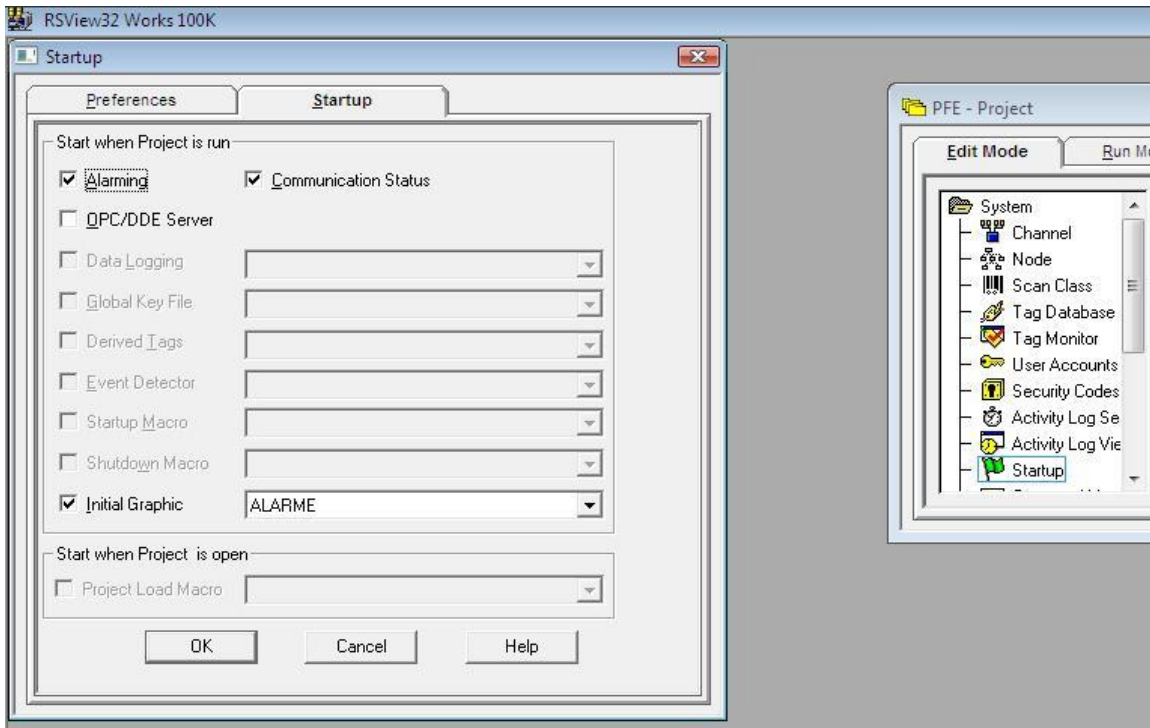 RSView32 Works 100K
Startup
Preferences
Startup
Start when Project is run
Alarming
Communication Status
OPC/DDE Server
Data Logging
Global Key File
Derived Tags
Event Detector
Startup Macro
Shutdown Macro
Initial Graphic
ALARME
Start when Project is open
Project Load Macro
OK
Cancel
Help
PFE - Project
Edit Mode
Run M
System
Channel
Node
Scan Class
Tag Database
Tag Monitor
User Accounts
Security Codes
Activity Log Se
Activity Log Vie
Startup